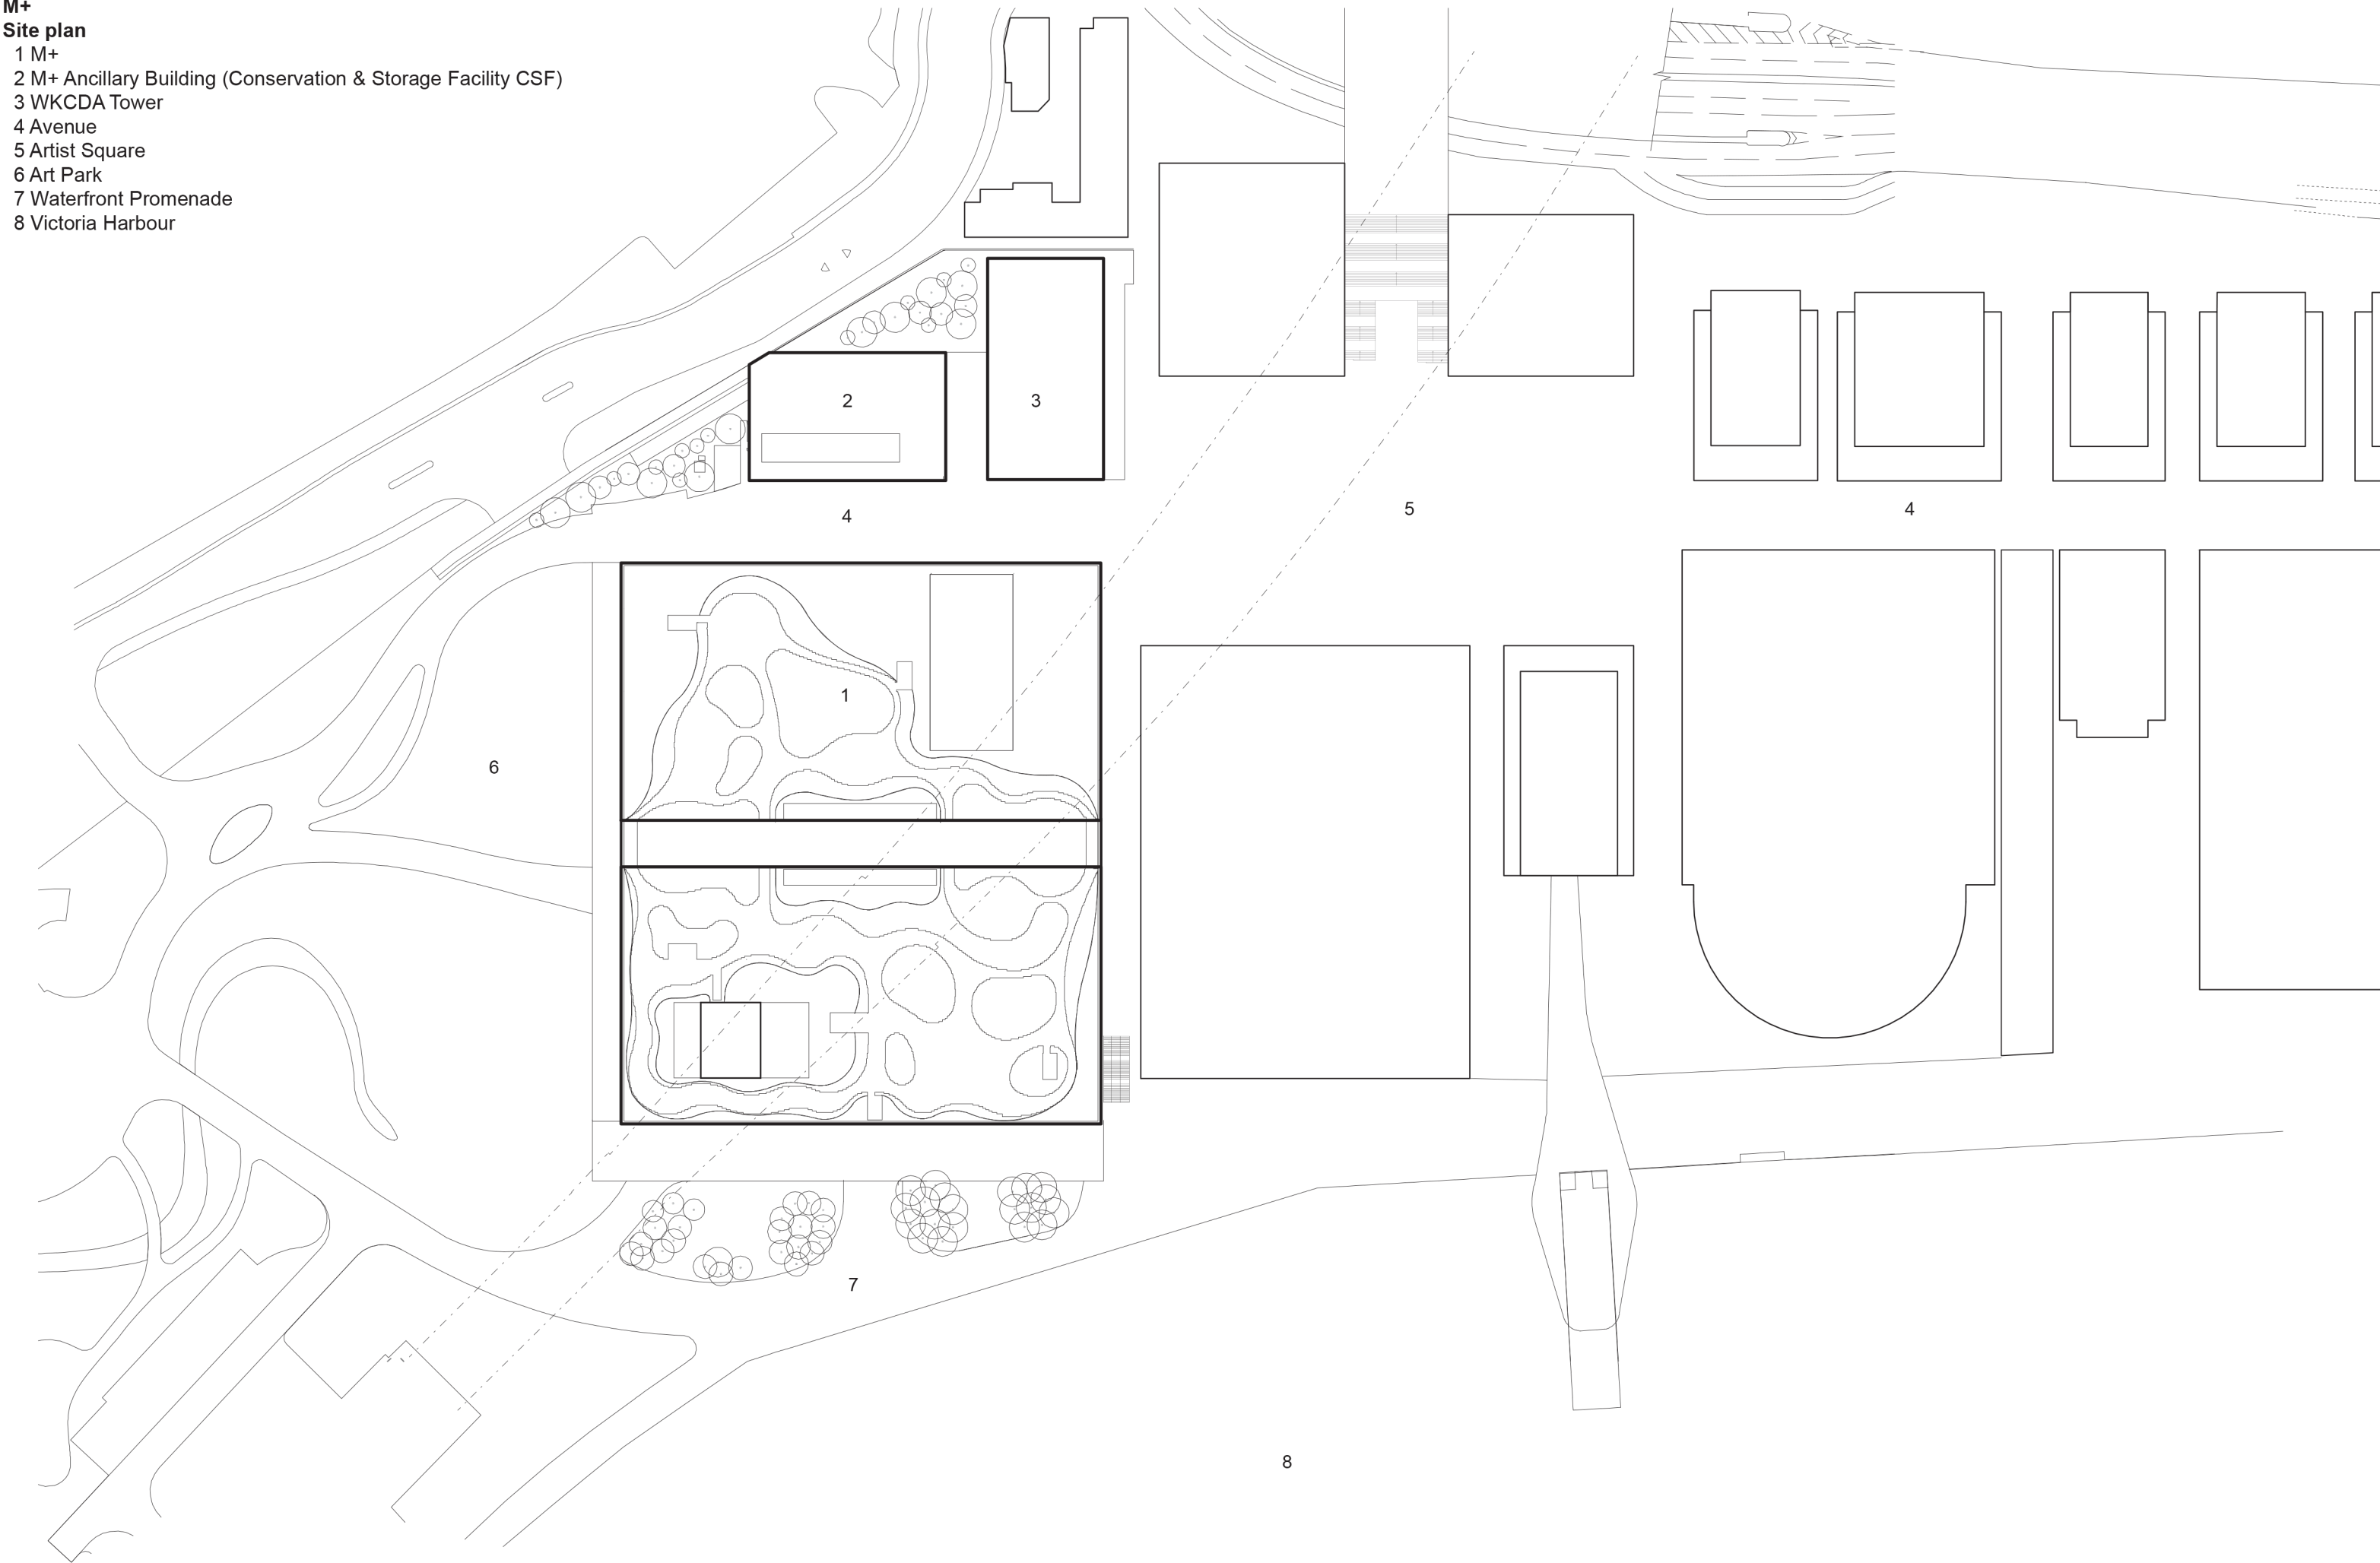 M+
Site plan
1 M+
2 M+ Ancillary Building (Conservation & Storage Facility CSF)
3 WKCDA Tower
4 Avenue
5 Artist Square
6 Art Park
7 Waterfront Promenade
8 Victoria Harbour
2
3
4
5
4
1
6
7
8